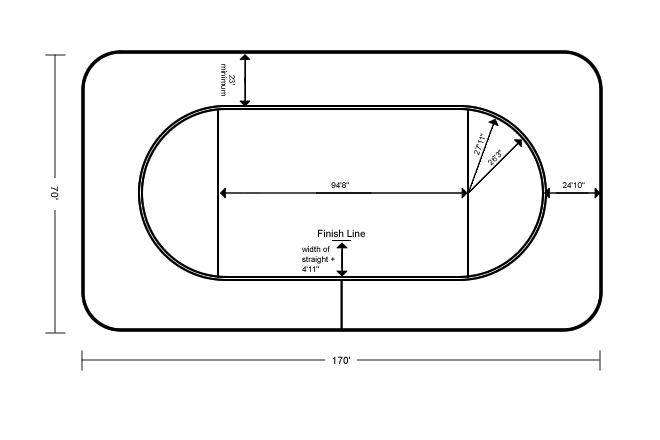 23'
minimum
27'11"
26'3"
94'8"
24'10"
70'
Finish Line
width of
straight +
4'11"
170'